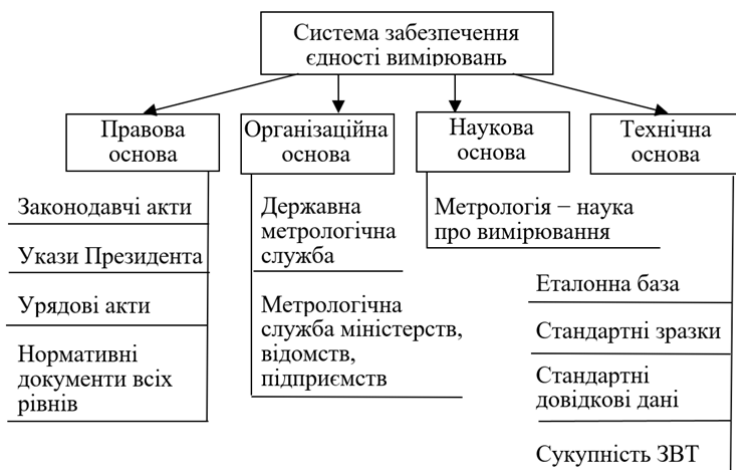 Система забезпечення
єдності вимірювань
Правова
основа
Організаційна
основа
Наукова
основа
Технічна
основа
Законодавчі акти
Укази Президента
Урядові акти
Нормативні
документи всіх
рівнів
Державна
метрологічна
служба
Метрологічна
служба міністерств,
відомств,
підприємств
Метрологія − наука
про вимірювання
Еталонна база
Стандартні зразки
Стандартні
довідкові дані
Сукупність ЗВТ